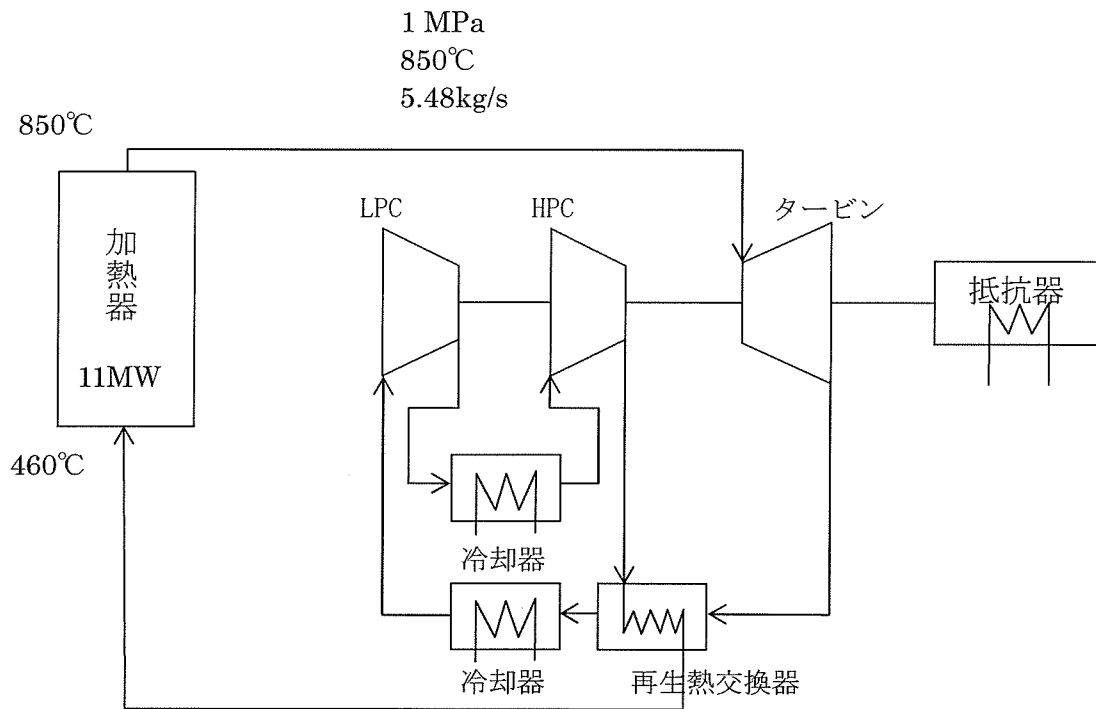 1 MPa
850℃
5.48kg/s
850℃
LPC
HPC
タービン
加熱器
抵抗器
11MW
460℃
冷却器
冷却器
再生熱交換器